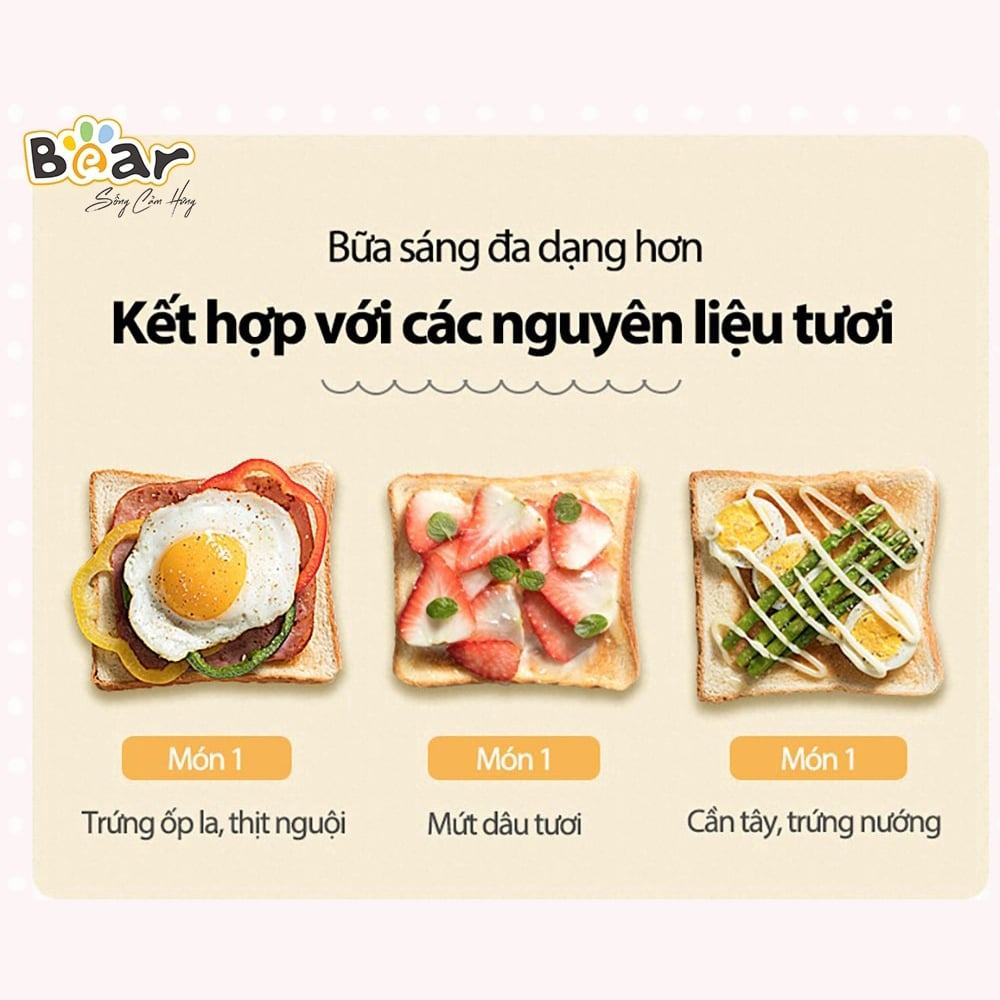 Bear
Sống Cảm Hứng
Bữa sáng đa dạng hơn
Kết hợp với các nguyên liệu tươi
Món 1
Món 1
Món 1
Trứng ốp la, thịt nguội
Mứt dâu tươi
Cần tây, trứng nướng